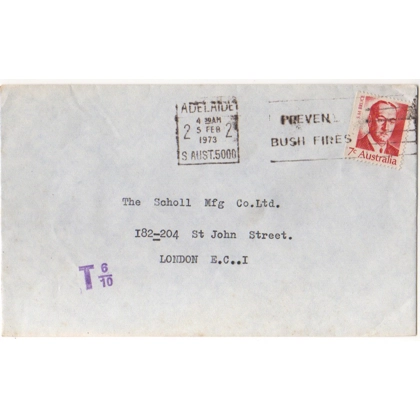 ADELAIDE
4 30AM
2 5 FEB 2
1973
S AUST.5000
PREVEN
BUSH FIRES
7c Australia
The Scholl Mfg Co.Ltd.
182-204 St John Street.
LONDON E.C..I
T 6/10